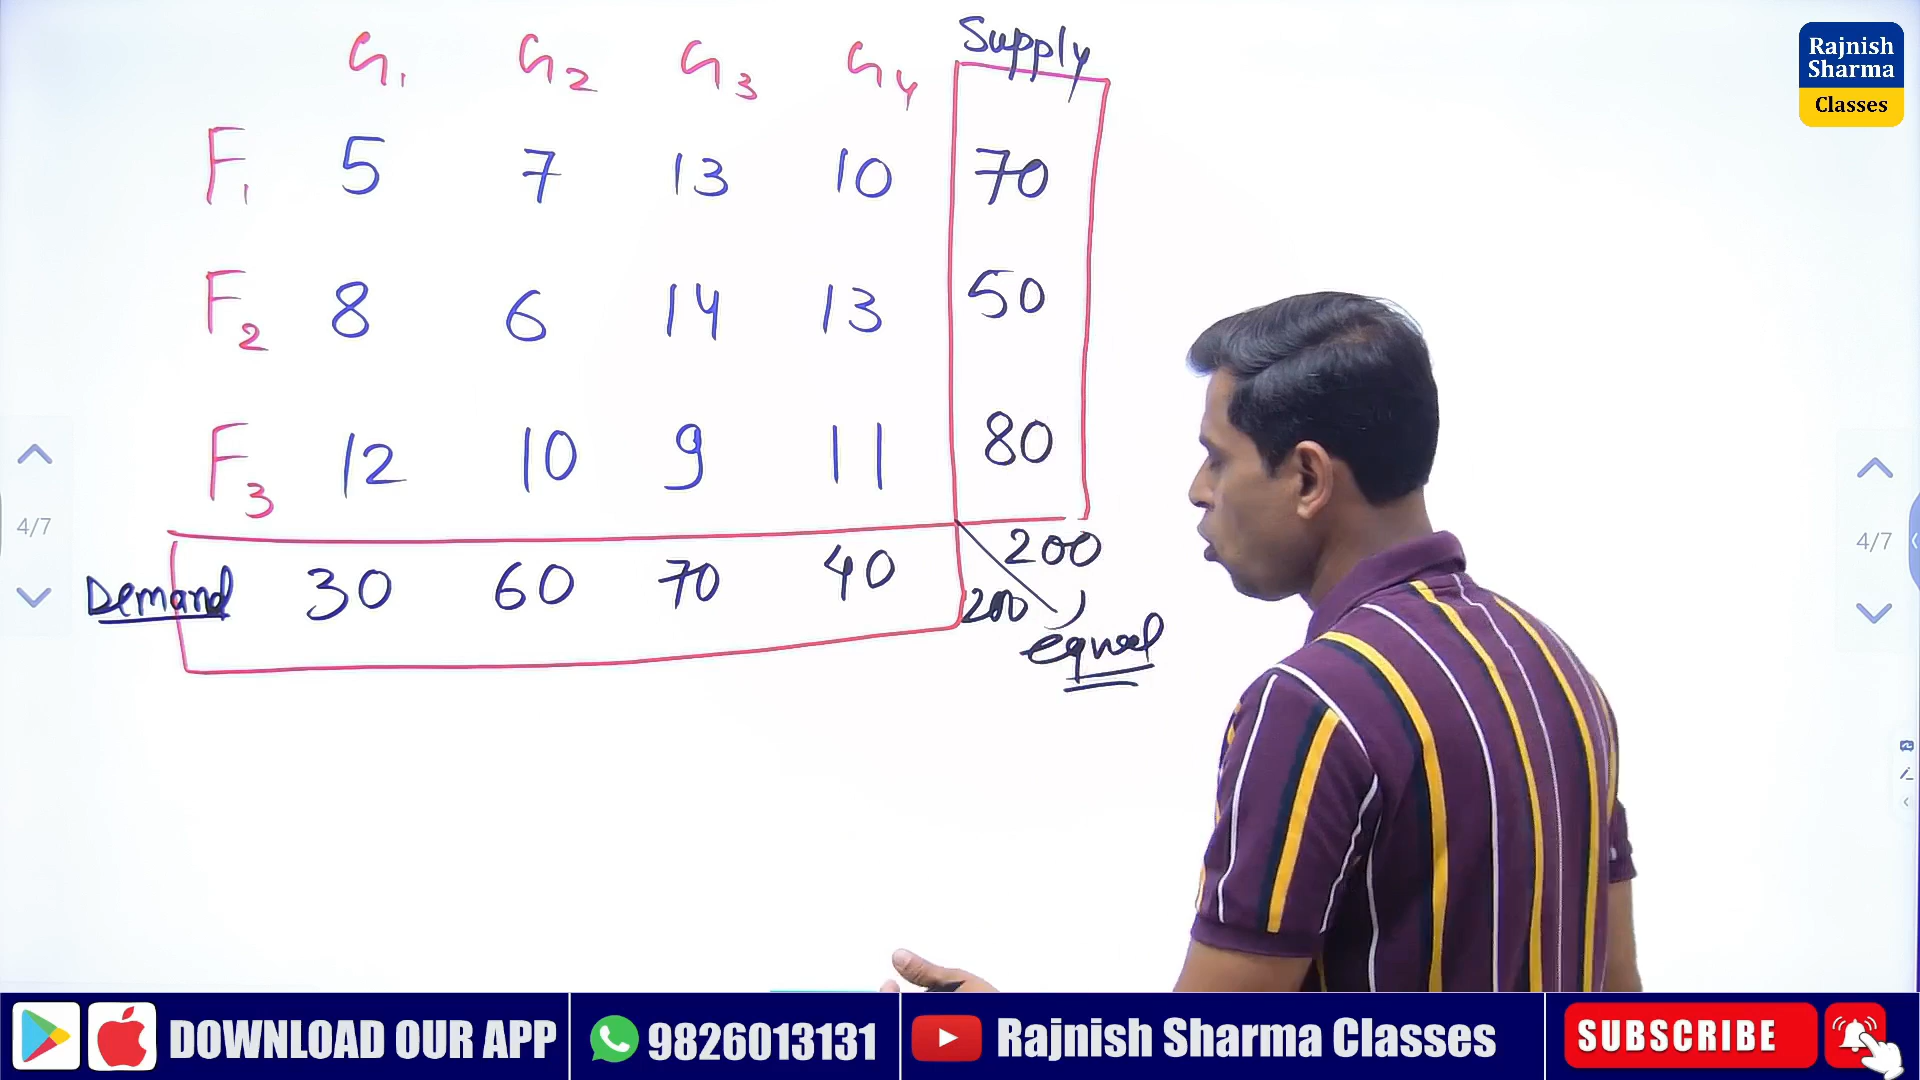 G1 G2 G3 G4 Supply
F1 5 7 13 10 70
F2 8 6 14 13 50
F3 12 10 9 11 80
Demand 30 60 70 40 200
200
equal
Rajnish
Sharma
Classes
4/7
4/7
DOWNLOAD OUR APP 9826013131 Rajnish Sharma Classes SUBSCRIBE